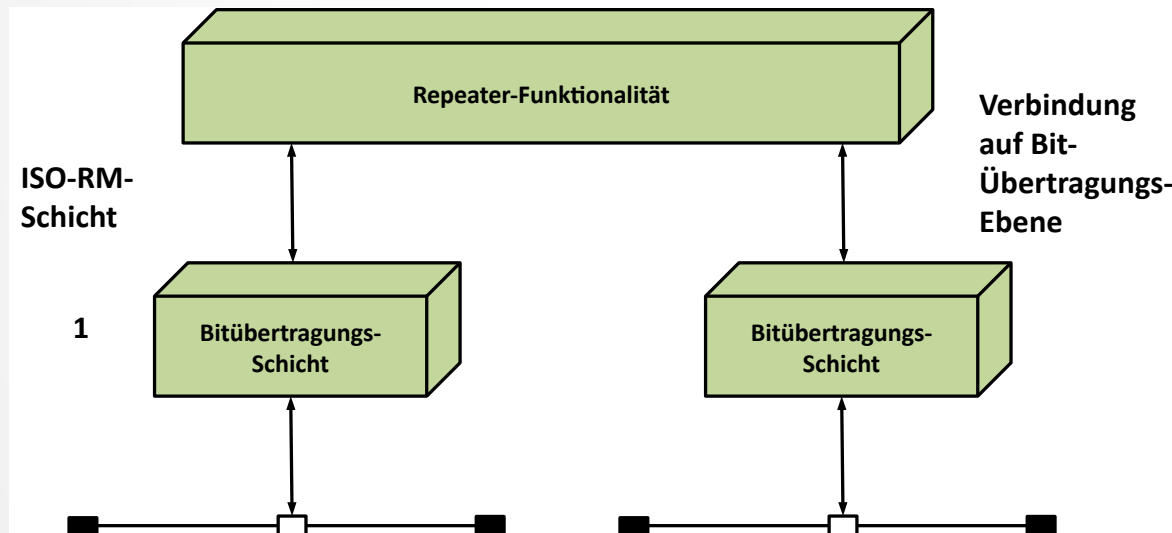 Repeater-Funktionalität
Verbindung
auf Bit-
Übertragungs-
Ebene
ISO-RM-
Schicht
1
Bitübertragungs-
Schicht
Bitübertragungs-
Schicht